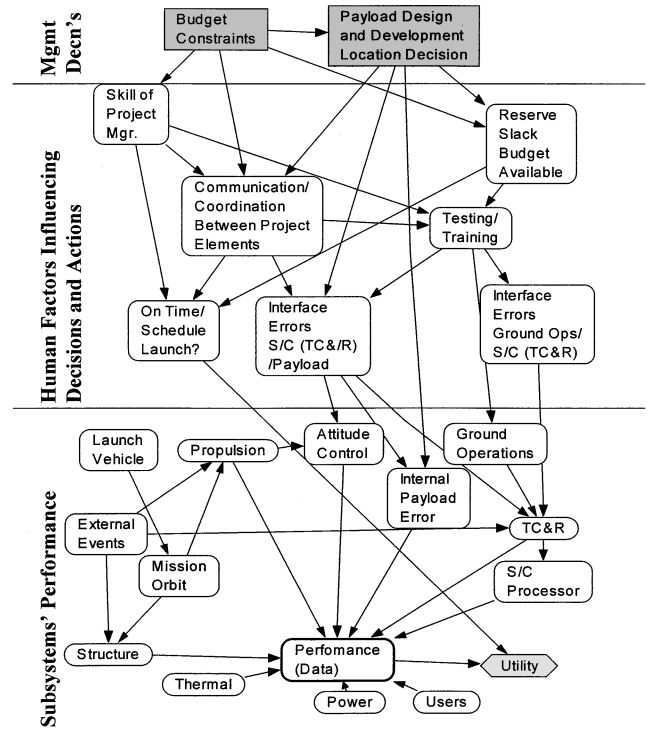 Mgmt
Decn's
Budget
Constraints
Payload Design
and Development
Location Decision
Human Factors Influencing
Decisions and Actions
Skill of
Project
Mgr.
Reserve
Slack
Budget
Available
Communication/
Coordination
Between Project
Elements
Testing/
Training
On Time/
Schedule
Launch?
Interface
Errors
S/C (TC&/R)
/Payload
Interface
Errors
Ground Ops/
S/C (TC&R)
Subsystems' Performance
Launch
Vehicle
Propulsion
Attitude
Control
Ground
Operations
Internal
Payload
Error
External
Events
TC&R
Mission
Orbit
S/C
Processor
Structure
Perfomance
(Data)
Utility
Thermal
Power
Users